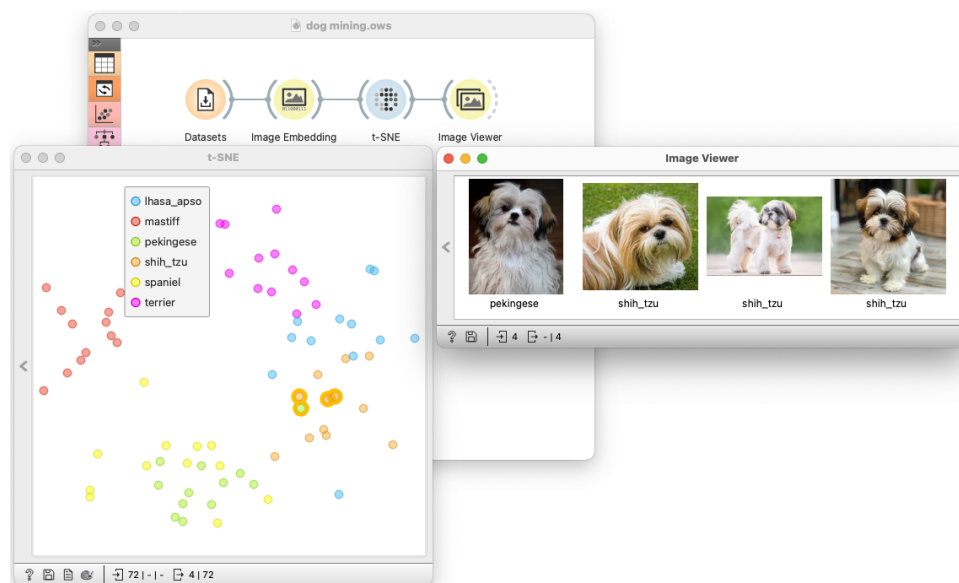 dog mining.ows
Datasets
Image Embedding
t-SNE
Image Viewer
t-SNE
lhasa_apso
mastiff
pekingese
shih_tzu
spaniel
terrier
72 | - | -
4 | 72
Image Viewer
pekingese
shih_tzu
shih_tzu
shih_tzu
4
- | 4